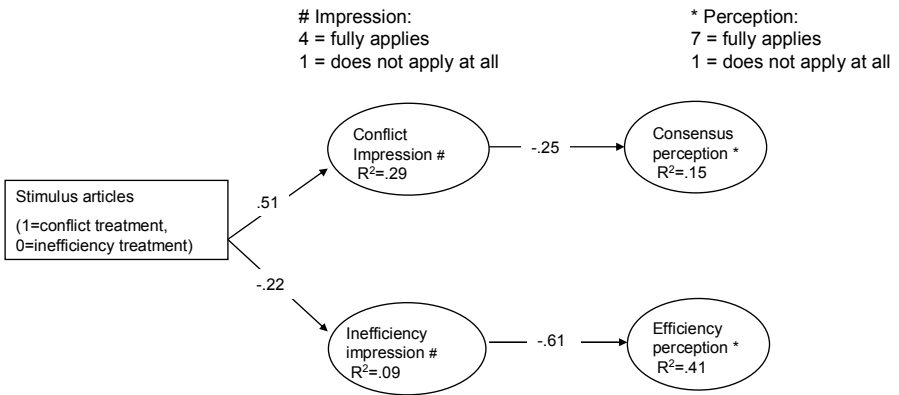 # Impression:
4 = fully applies
1 = does not apply at all
* Perception:
7 = fully applies
1 = does not apply at all
Conflict
Impression #
R²=.29
-.25
Consensus
perception *
R²=.15
Stimulus articles
(1=conflict treatment,
0=inefficiency treatment)
.51
-.22
Inefficiency
impression #
R²=.09
-.61
Efficiency
perception *
R²=.41